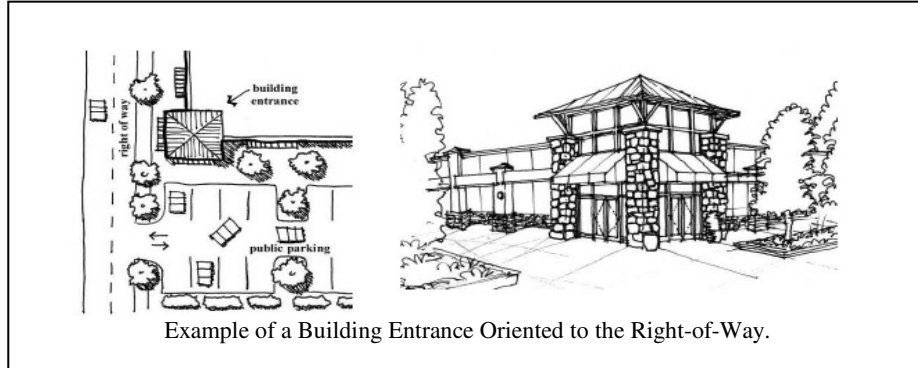 building
entrance
right of way
public parking
Example of a Building Entrance Oriented to the Right-of-Way.